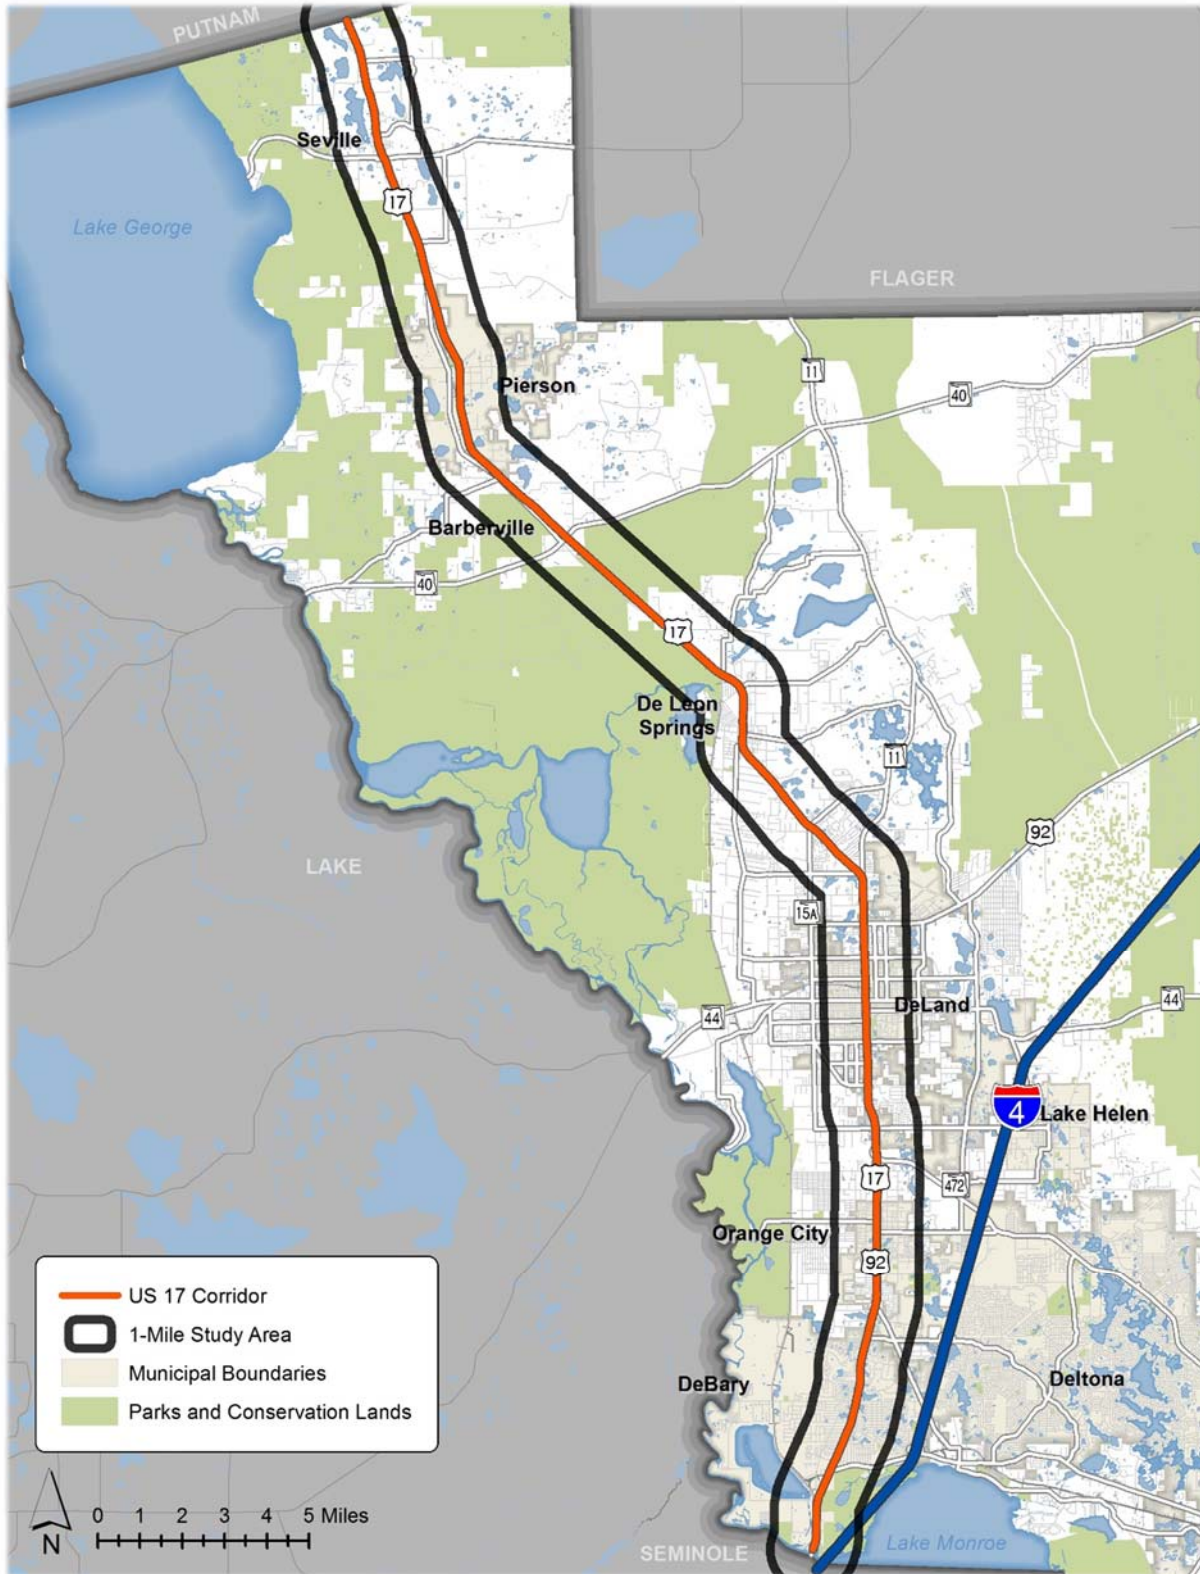 PUTNAM
Seville
17
Lake George
FLAGER
Pierson
11
40
Barberville
40
17
De Leon
Springs
11
92
LAKE
15A
DeLand
44
44
4
Lake Helen
17
472
Orange City
92
US 17 Corridor
1-Mile Study Area
Municipal Boundaries
Parks and Conservation Lands
DeBary
Deltona
0 1 2 3 4 5 Miles
N
Lake Monroe
SEMINOLE